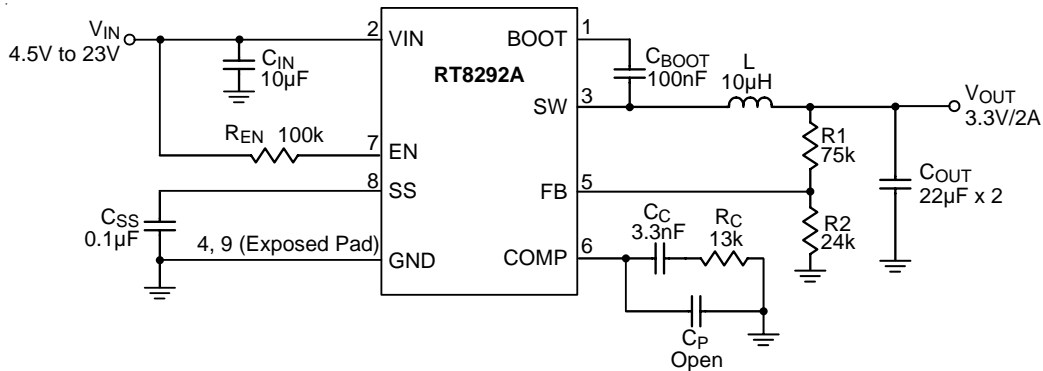 VIN
4.5V to 23V
CIN
10µF
REN 100k
CSS
0.1µF
4, 9 (Exposed Pad)
2
7
8
VIN
EN
SS
GND
RT8292A
BOOT
SW
FB
COMP
1
3
5
6
CBOOT
100nF
L
10µH
VOUT
3.3V/2A
R1
75k
COUT
22µF x 2
R2
24k
CC
3.3nF
RC
13k
CP
Open